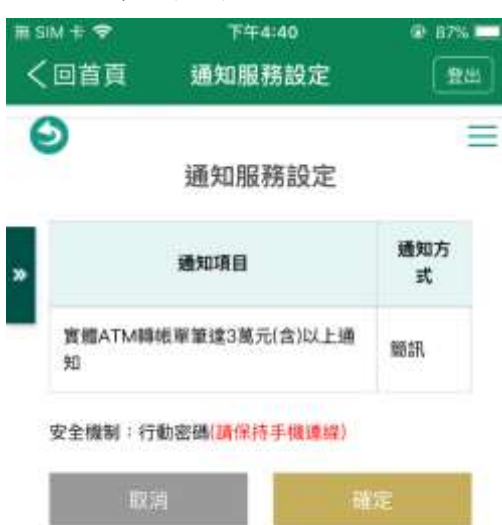 無 SIM 卡 下午4:40 87%
回首頁 通知服務設定 登出
通知服務設定
通知項目 通知方
式
實體ATM轉帳單筆達3萬元(含)以上通
知 簡訊
安全機制：行動密碼(請保持手機連線)
取消 確定